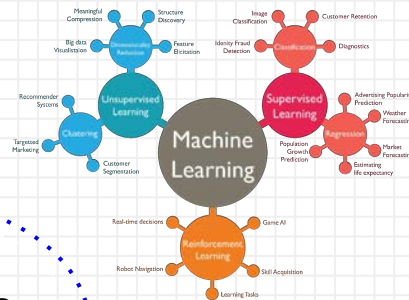 Meaningful
Compression
Structure
Discovery
Big data
Visualistaion
Dimensionality
Reduction
Feature
Elicitation
Recommender
Systems
Unsupervised
Learning
Clustering
Targetted
Marketing
Customer
Segmentation
Machine
Learning
Image
Classification
Customer Retention
Idenity Fraud
Detection
Classification
Diagnostics
Supervised
Learning
Advertising Popularity
Prediction
Weather
Forecasting
Regression
Population
Growth
Prediction
Market
Forecasting
Estimating
life expectancy
Real-time decisions
Game AI
Reinforcement
Learning
Robot Navigation
Skill Acquisition
Learning Tasks